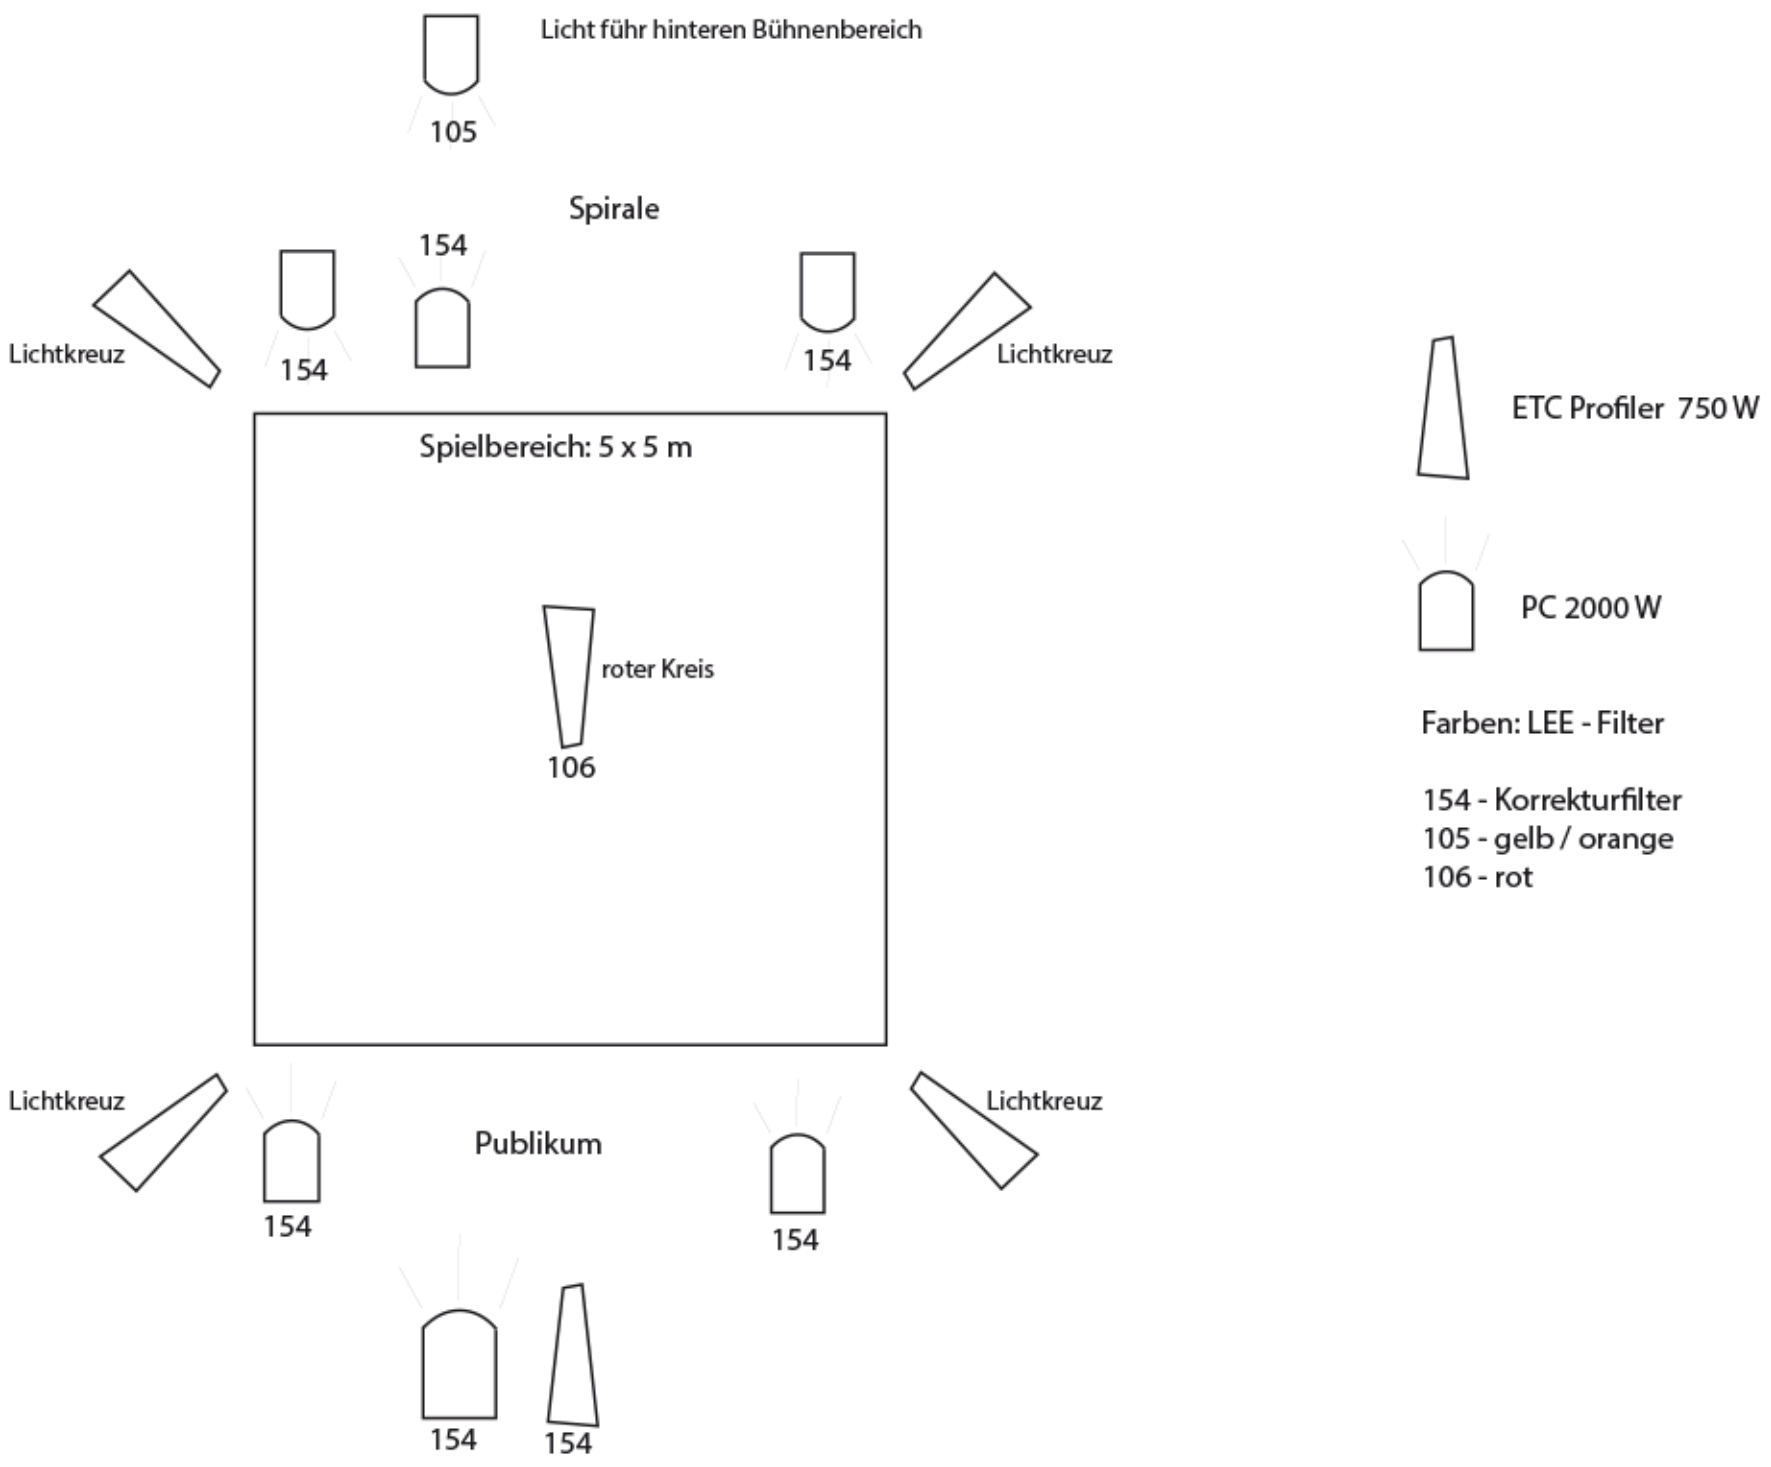 Licht führ hinteren Bühnenbereich
105
Spirale
154
154
154
Lichtkreuz
Lichtkreuz
Spielbereich: 5 x 5 m
roter Kreis
106
Lichtkreuz
Lichtkreuz
Publikum
154
154
154
154
ETC Profiler 750 W
PC 2000 W
Farben: LEE - Filter
154 - Korrekturfilter
105 - gelb / orange
106 - rot